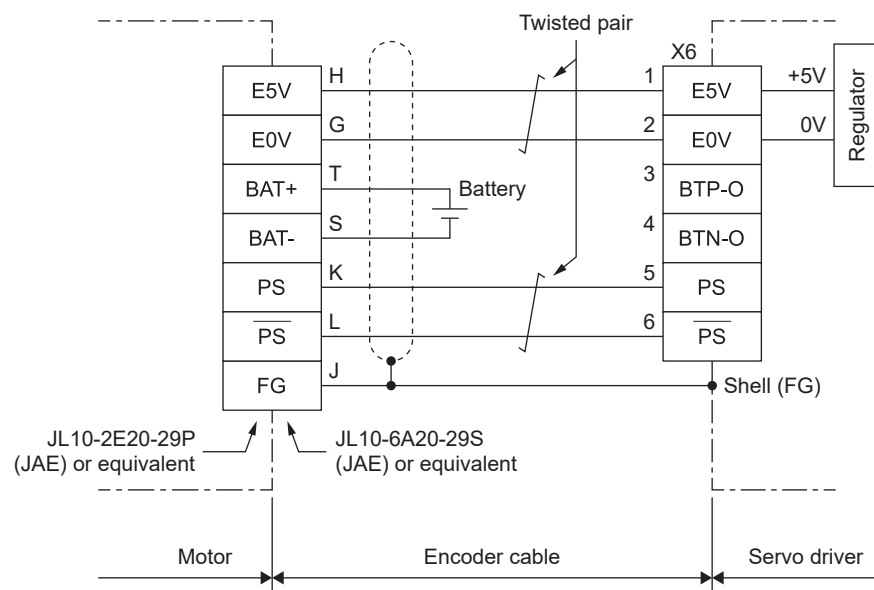 Twisted pair
X6
H
1
E5V
E5V
+5V
G
2
E0V
E0V
0V
Regulator
T
3
BAT+
Battery
BTP-O
S
4
BAT-
BTN-O
K
5
PS
PS
L
6
P̅S̅
P̅S̅
J
FG
Shell (FG)
JL10-2E20-29P
(JAE) or equivalent
JL10-6A20-29S
(JAE) or equivalent
Motor
Encoder cable
Servo driver